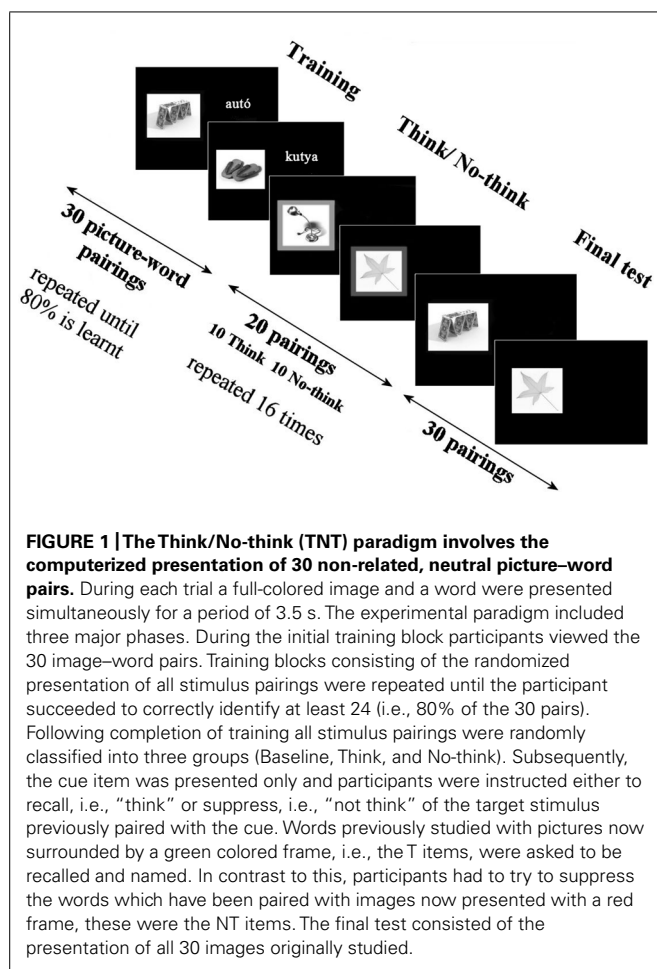 Training
Think/ No-think
Final test
autó
kutya
30 picture-word
pairings
repeated until
80% is learnt
20 pairings
10 Think 10 No-think
repeated 16 times
30 pairings
FIGURE 1 | The Think/No-think (TNT) paradigm involves the
computerized presentation of 30 non-related, neutral picture–word
pairs. During each trial a full-colored image and a word were presented
simultaneously for a period of 3.5 s. The experimental paradigm included
three major phases. During the initial training block participants viewed the
30 image–word pairs. Training blocks consisting of the randomized
presentation of all stimulus pairings were repeated until the participant
succeeded to correctly identify at least 24 (i.e., 80% of the 30 pairs).
Following completion of training all stimulus pairings were randomly
classified into three groups (Baseline, Think, and No-think). Subsequently,
the cue item was presented only and participants were instructed either to
recall, i.e., “think” or suppress, i.e., “not think” of the target stimulus
previously paired with the cue. Words previously studied with pictures now
surrounded by a green colored frame, i.e., the T items, were asked to be
recalled and named. In contrast to this, participants had to try to suppress
the words which have been paired with images now presented with a red
frame, these were the NT items. The final test consisted of the
presentation of all 30 images originally studied.